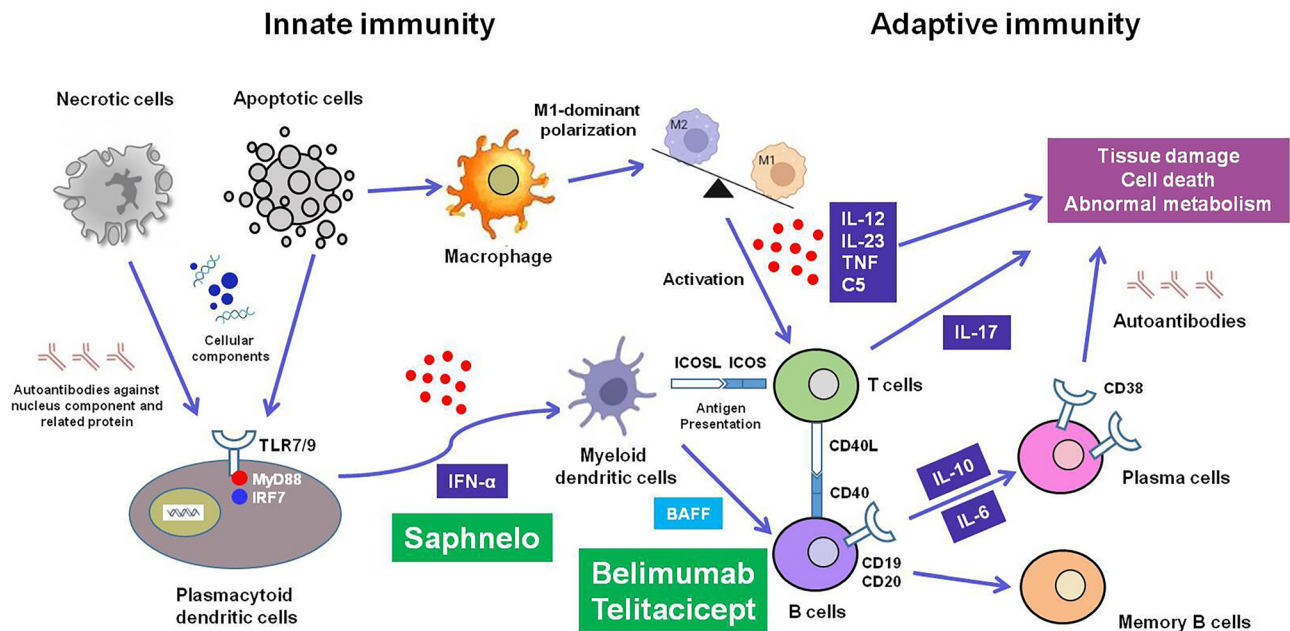 Innate immunity
Adaptive immunity
Necrotic cells
Apoptotic cells
M1-dominant
polarization
M2
M1
Tissue damage
Cell death
Abnormal metabolism
Macrophage
IL-12
IL-23
TNF
C5
Activation
Cellular
components
Autoantibodies
IL-17
Autoantibodies against
nucleus component and
related protein
ICOSL
ICOS
T cells
CD38
Antigen
Presentation
TLR7/9
MyD88
IRF7
IFN-α
Myeloid
dendritic cells
CD40L
CD40
IL-10
IL-6
Plasma cells
BAFF
Saphnelo
Belimumab
Telitacicept
CD19
CD20
B cells
Plasmacytoid
dendritic cells
Memory B cells